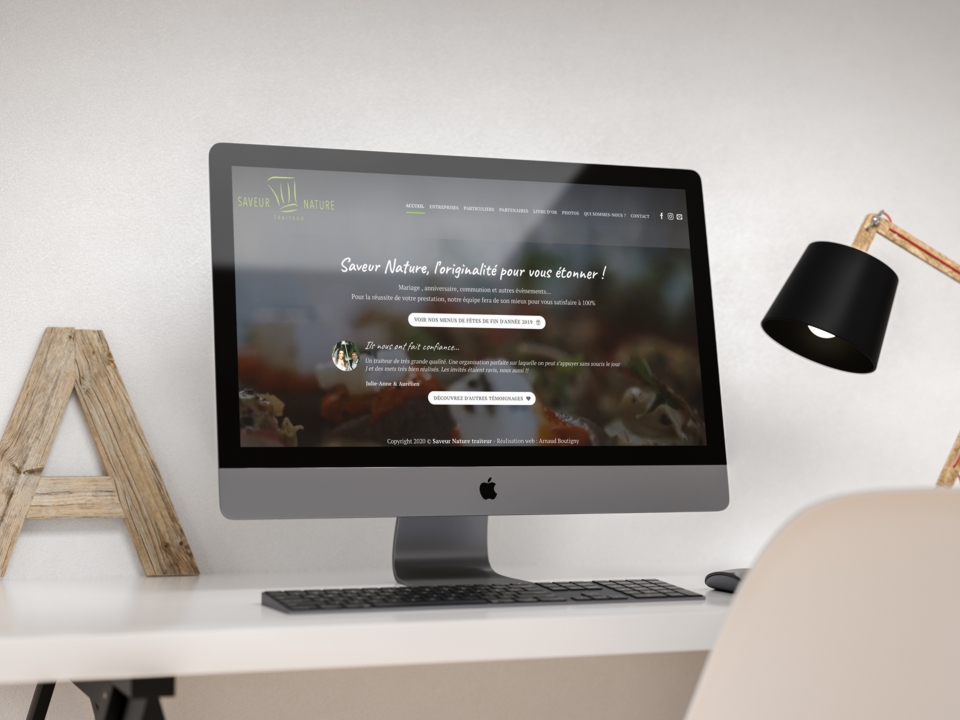 SAVEUR NATURE
TRAITEUR
ACCUEIL ENTREPRISES PARTICULIERS PARTENAIRES LIVRE D'OR PHOTOS QUI SOMMES-NOUS ? CONTACT
Saveur Nature, l'originalité pour vous étonner !
Mariage , anniversaire, communion et autres évènements...
Pour la réussite de votre prestation, notre équipe fera de son mieux pour vous satisfaire à 100%
VOIR NOS MENUS DE FÊTES DE FIN D'ANNÉE 2019
Ils nous ont fait confiance...
Un traiteur de très grande qualité. Une organisation parfaite sur laquelle on peut s'appuyer sans soucis le jour
J et des mets très bien réalisés. Les invités étaient ravis, nous aussi !!
Julie-Anne & Aurélien
DÉCOUVREZ D'AUTRES TÉMOIGNAGES
Copyright 2020 © Saveur Nature traiteur - Réalisation web : Arnaud Boutigny
A